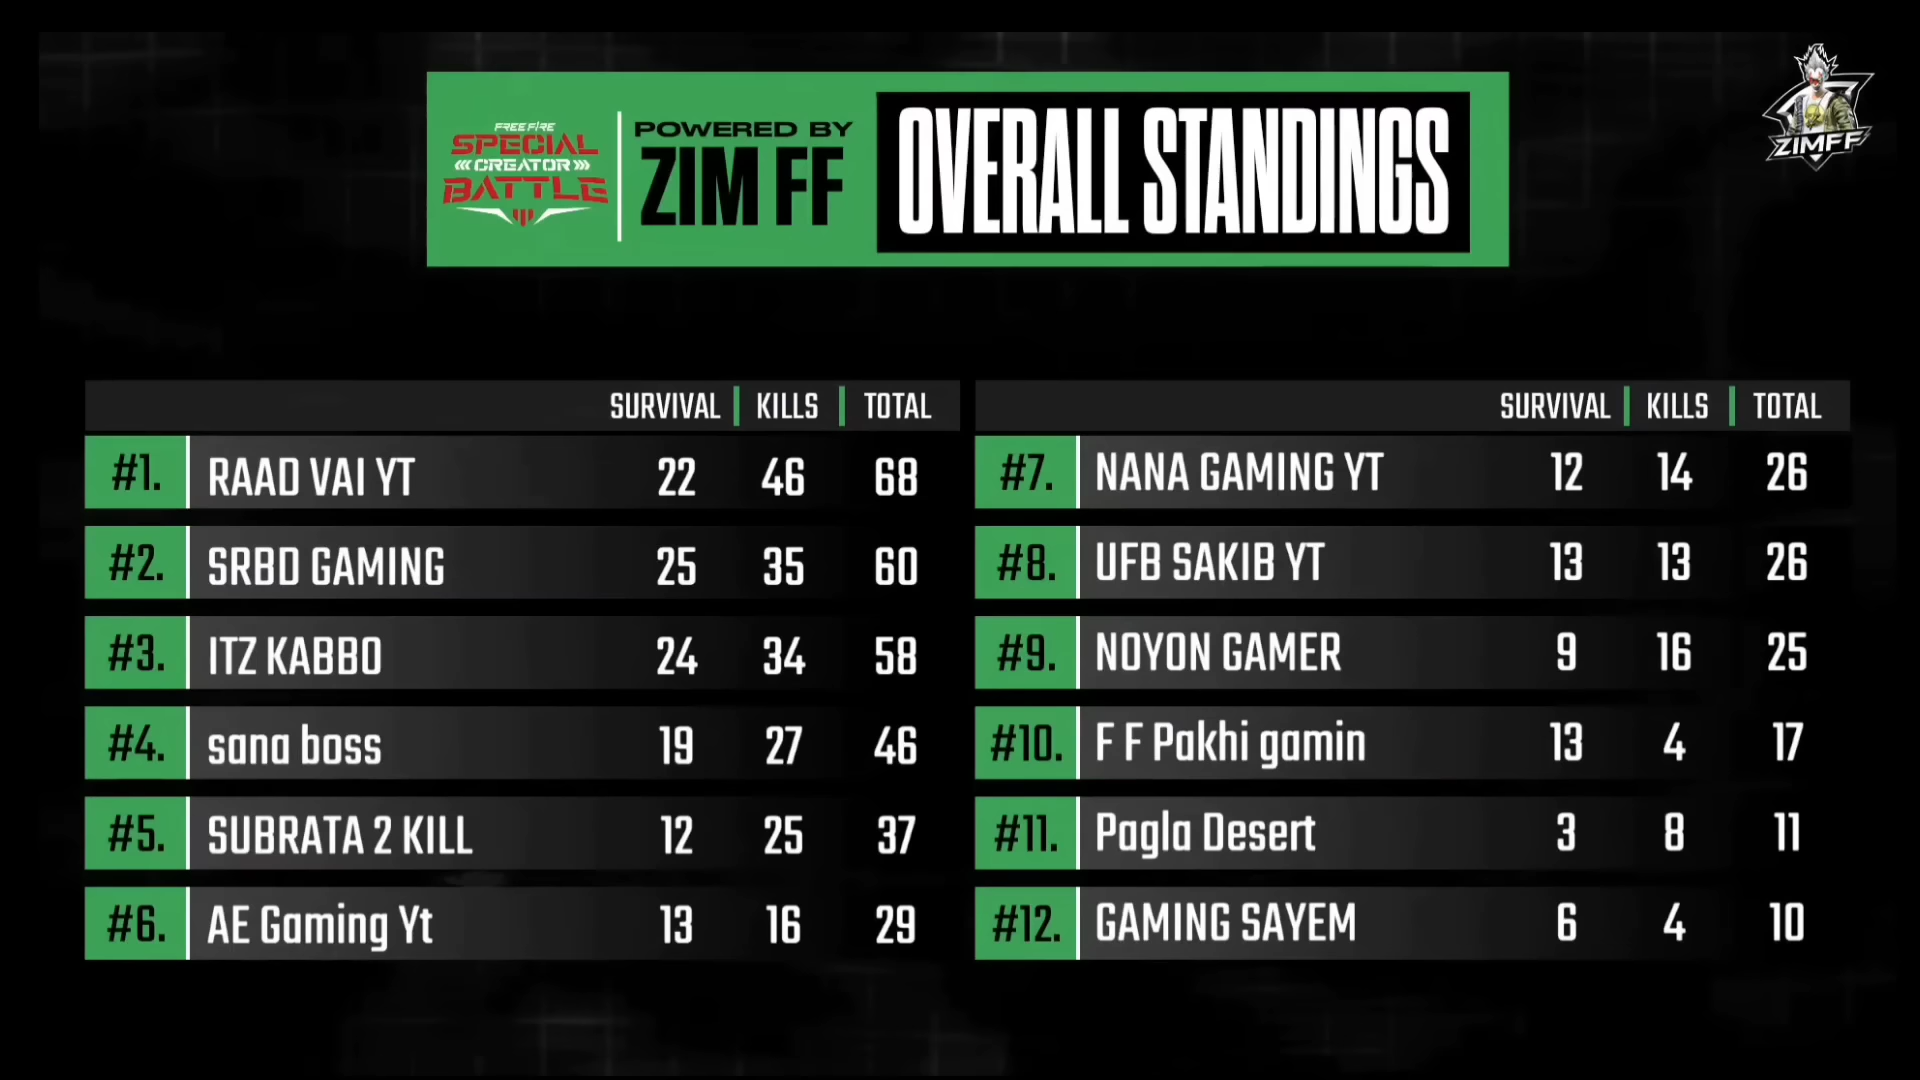 FREE FIRE
SPECIAL
CREATOR
BATTLE
POWERED BY
ZIM FF
OVERALL STANDINGS
ZIMFF
SURVIVAL KILLS TOTAL
#1. RAAD VAI YT 22 46 68
#2. SRBD GAMING 25 35 60
#3. ITZ KABBO 24 34 58
#4. sana boss 19 27 46
#5. SUBRATA 2 KILL 12 25 37
#6. AE Gaming Yt 13 16 29
SURVIVAL KILLS TOTAL
#7. NANA GAMING YT 12 14 26
#8. UFB SAKIB YT 13 13 26
#9. NOYON GAMER 9 16 25
#10. F F Pakhi gamin 13 4 17
#11. Pagla Desert 3 8 11
#12. GAMING SAYEM 6 4 10